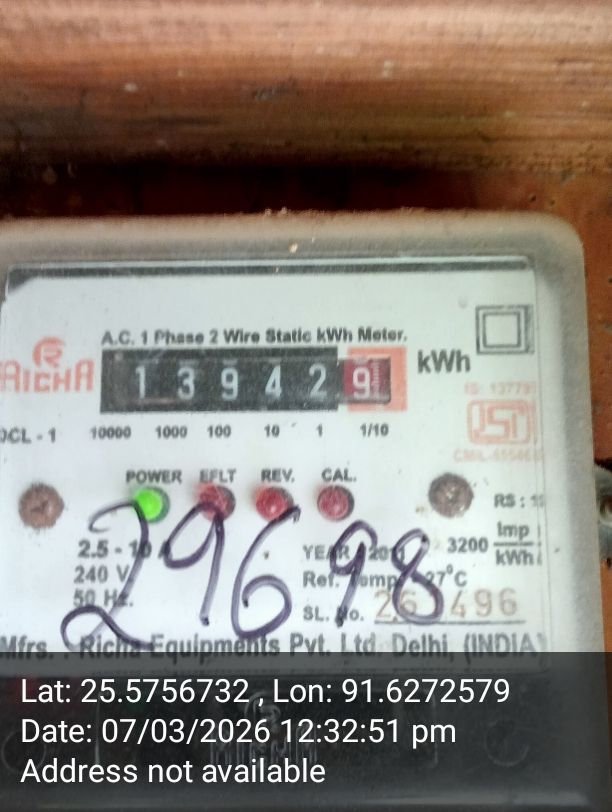 A.C. 1 Phase 2 Wire Static kWh Meter.
RICHA
1 3 9 4 2 9
kWh
CL - 1
10000 1000 100 10 1 1/10
POWER EFLT REV. CAL.
RS :
2.5 - 10 A
240 V
50 Hz.
29698
YEAR :
3200 Imp/kWh
Ref. Temp. 27°C
SL. No.
Mfrs. : Richa Equipments Pvt. Ltd. Delhi, (INDIA)
Lat: 25.5756732 , Lon: 91.6272579
Date: 07/03/2026 12:32:51 pm
Address not available